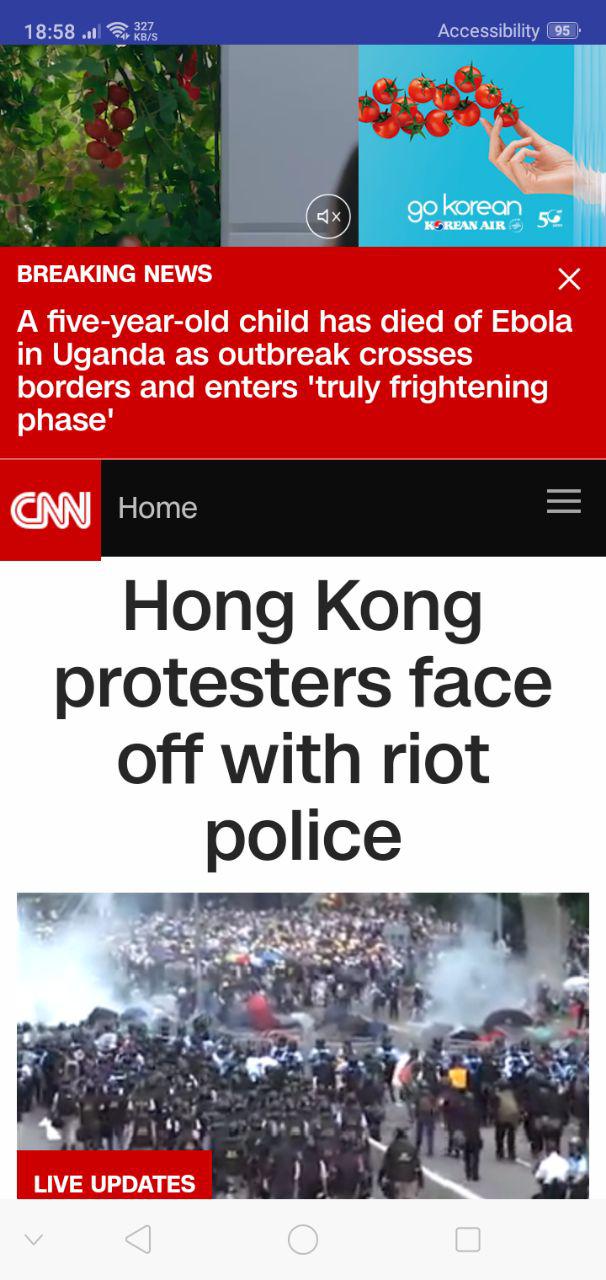 18:58
327
KB/S
Accessibility
95
go korean
KOREAN AIR
50
BREAKING NEWS
A five-year-old child has died of Ebola
in Uganda as outbreak crosses
borders and enters 'truly frightening
phase'
CNN
Home
Hong Kong
protesters face
off with riot
police
LIVE UPDATES